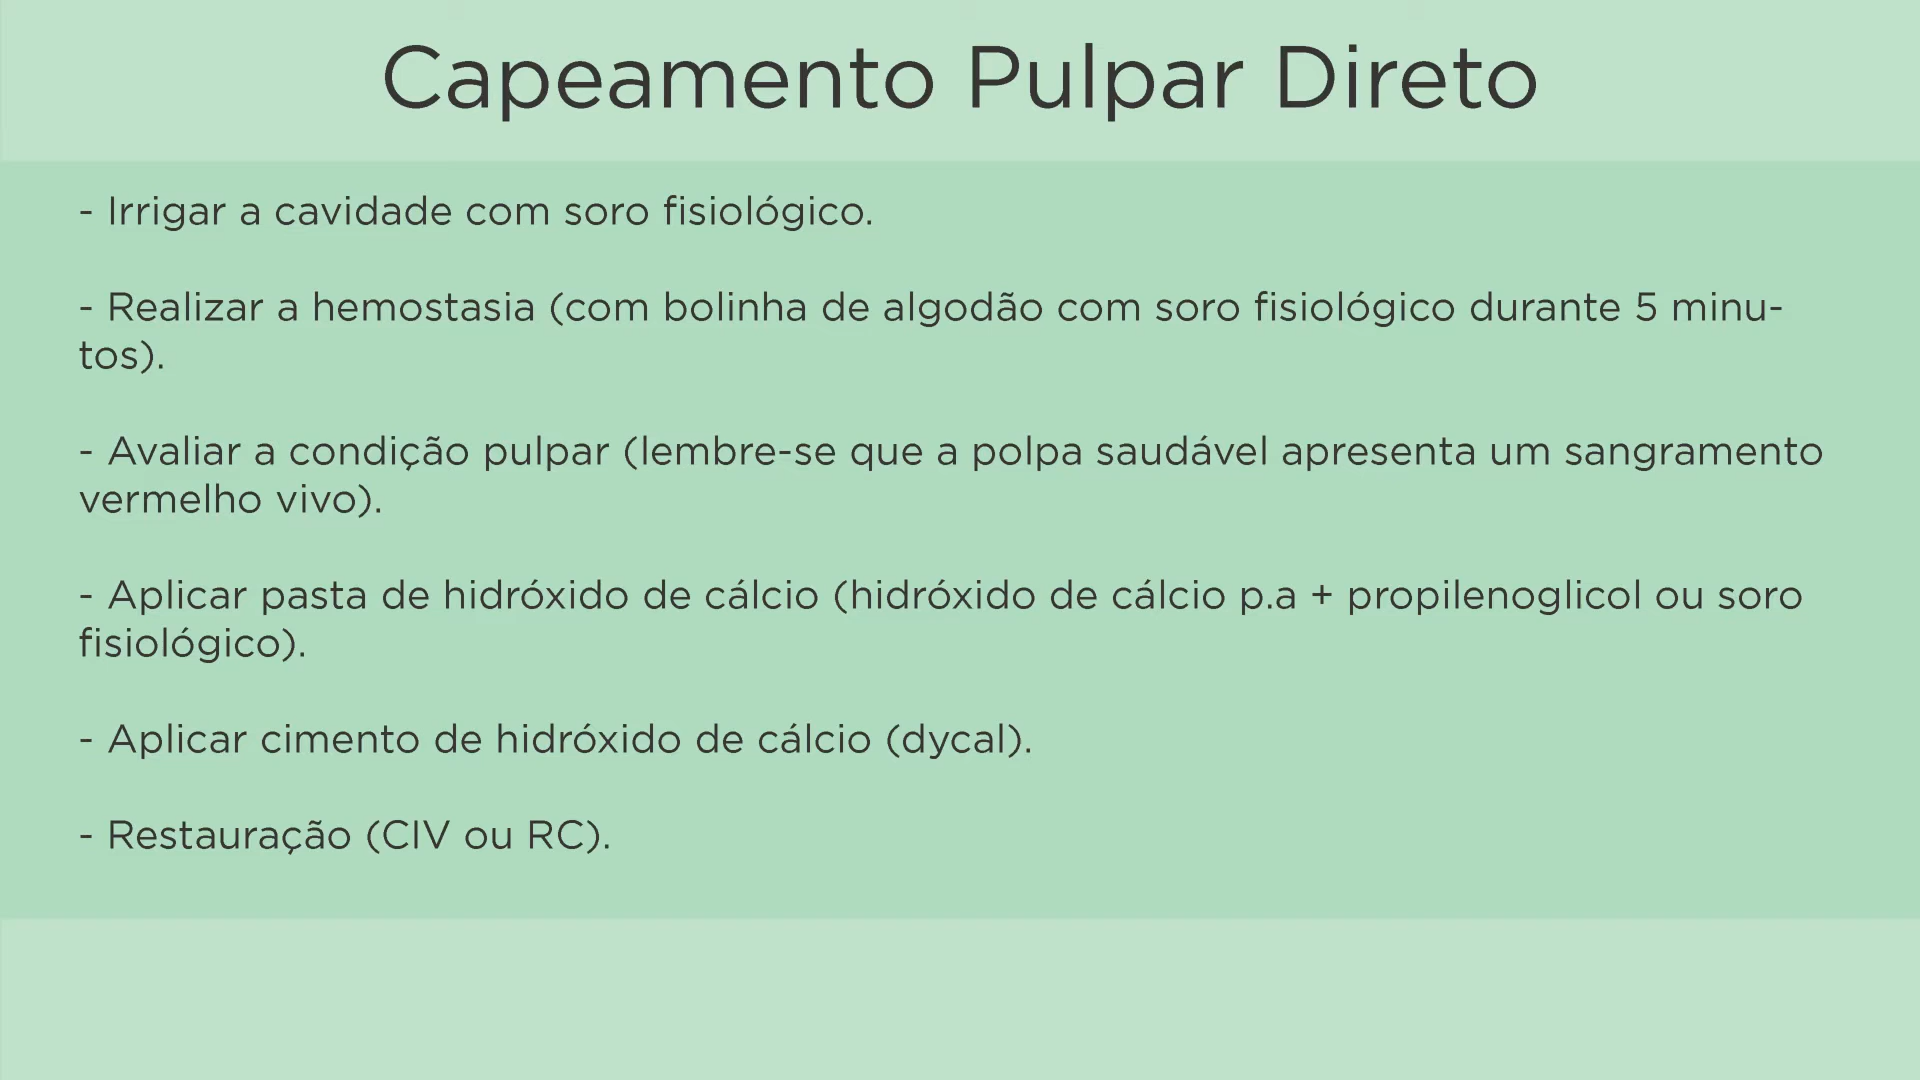 Capeamento Pulpar Direto
- Irrigar a cavidade com soro fisiológico.
- Realizar a hemostasia (com bolinha de algodão com soro fisiológico durante 5 minu-
tos).
- Avaliar a condição pulpar (lembre-se que a polpa saudável apresenta um sangramento
vermelho vivo).
- Aplicar pasta de hidróxido de cálcio (hidróxido de cálcio p.a + propilenoglicol ou soro
fisiológico).
- Aplicar cimento de hidróxido de cálcio (dycal).
- Restauração (CIV ou RC).